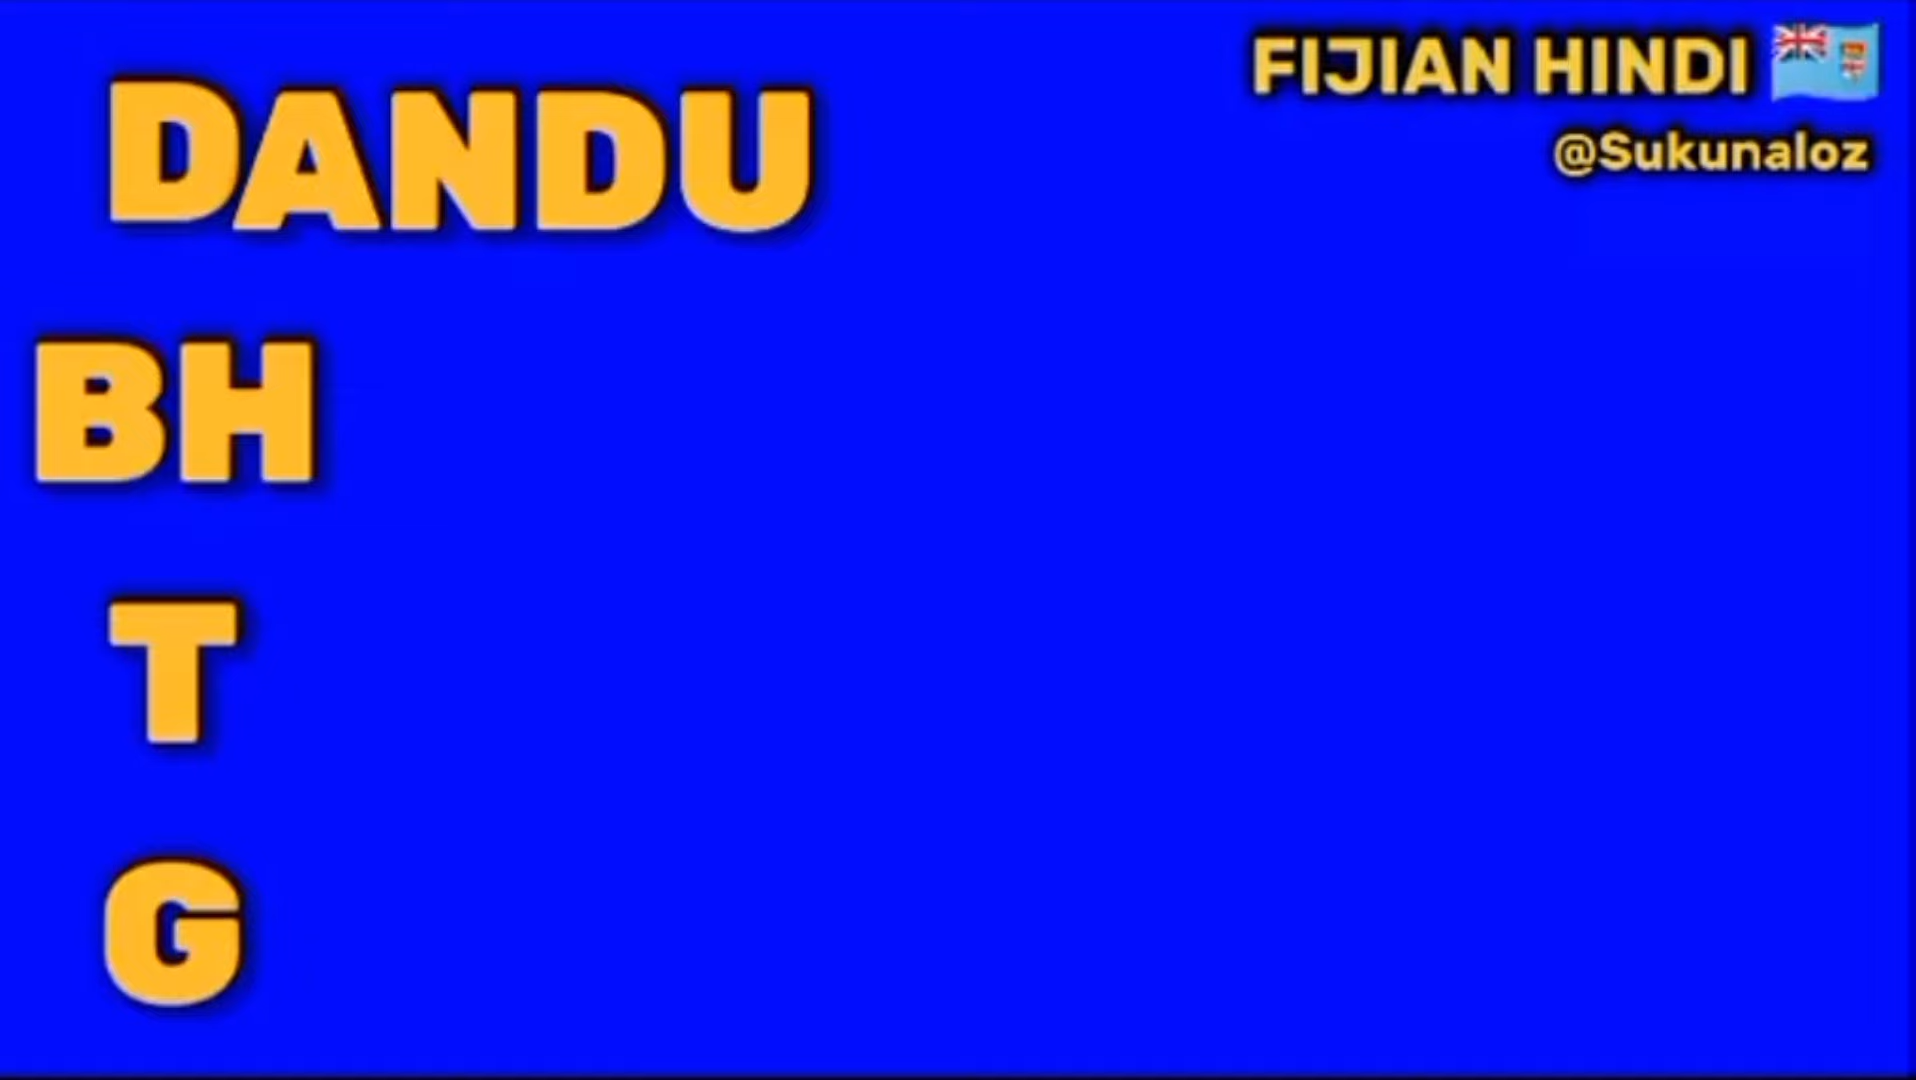 FIJIAN HINDI 🇫🇯
@Sukunaloz
DANDU
BH
T
G